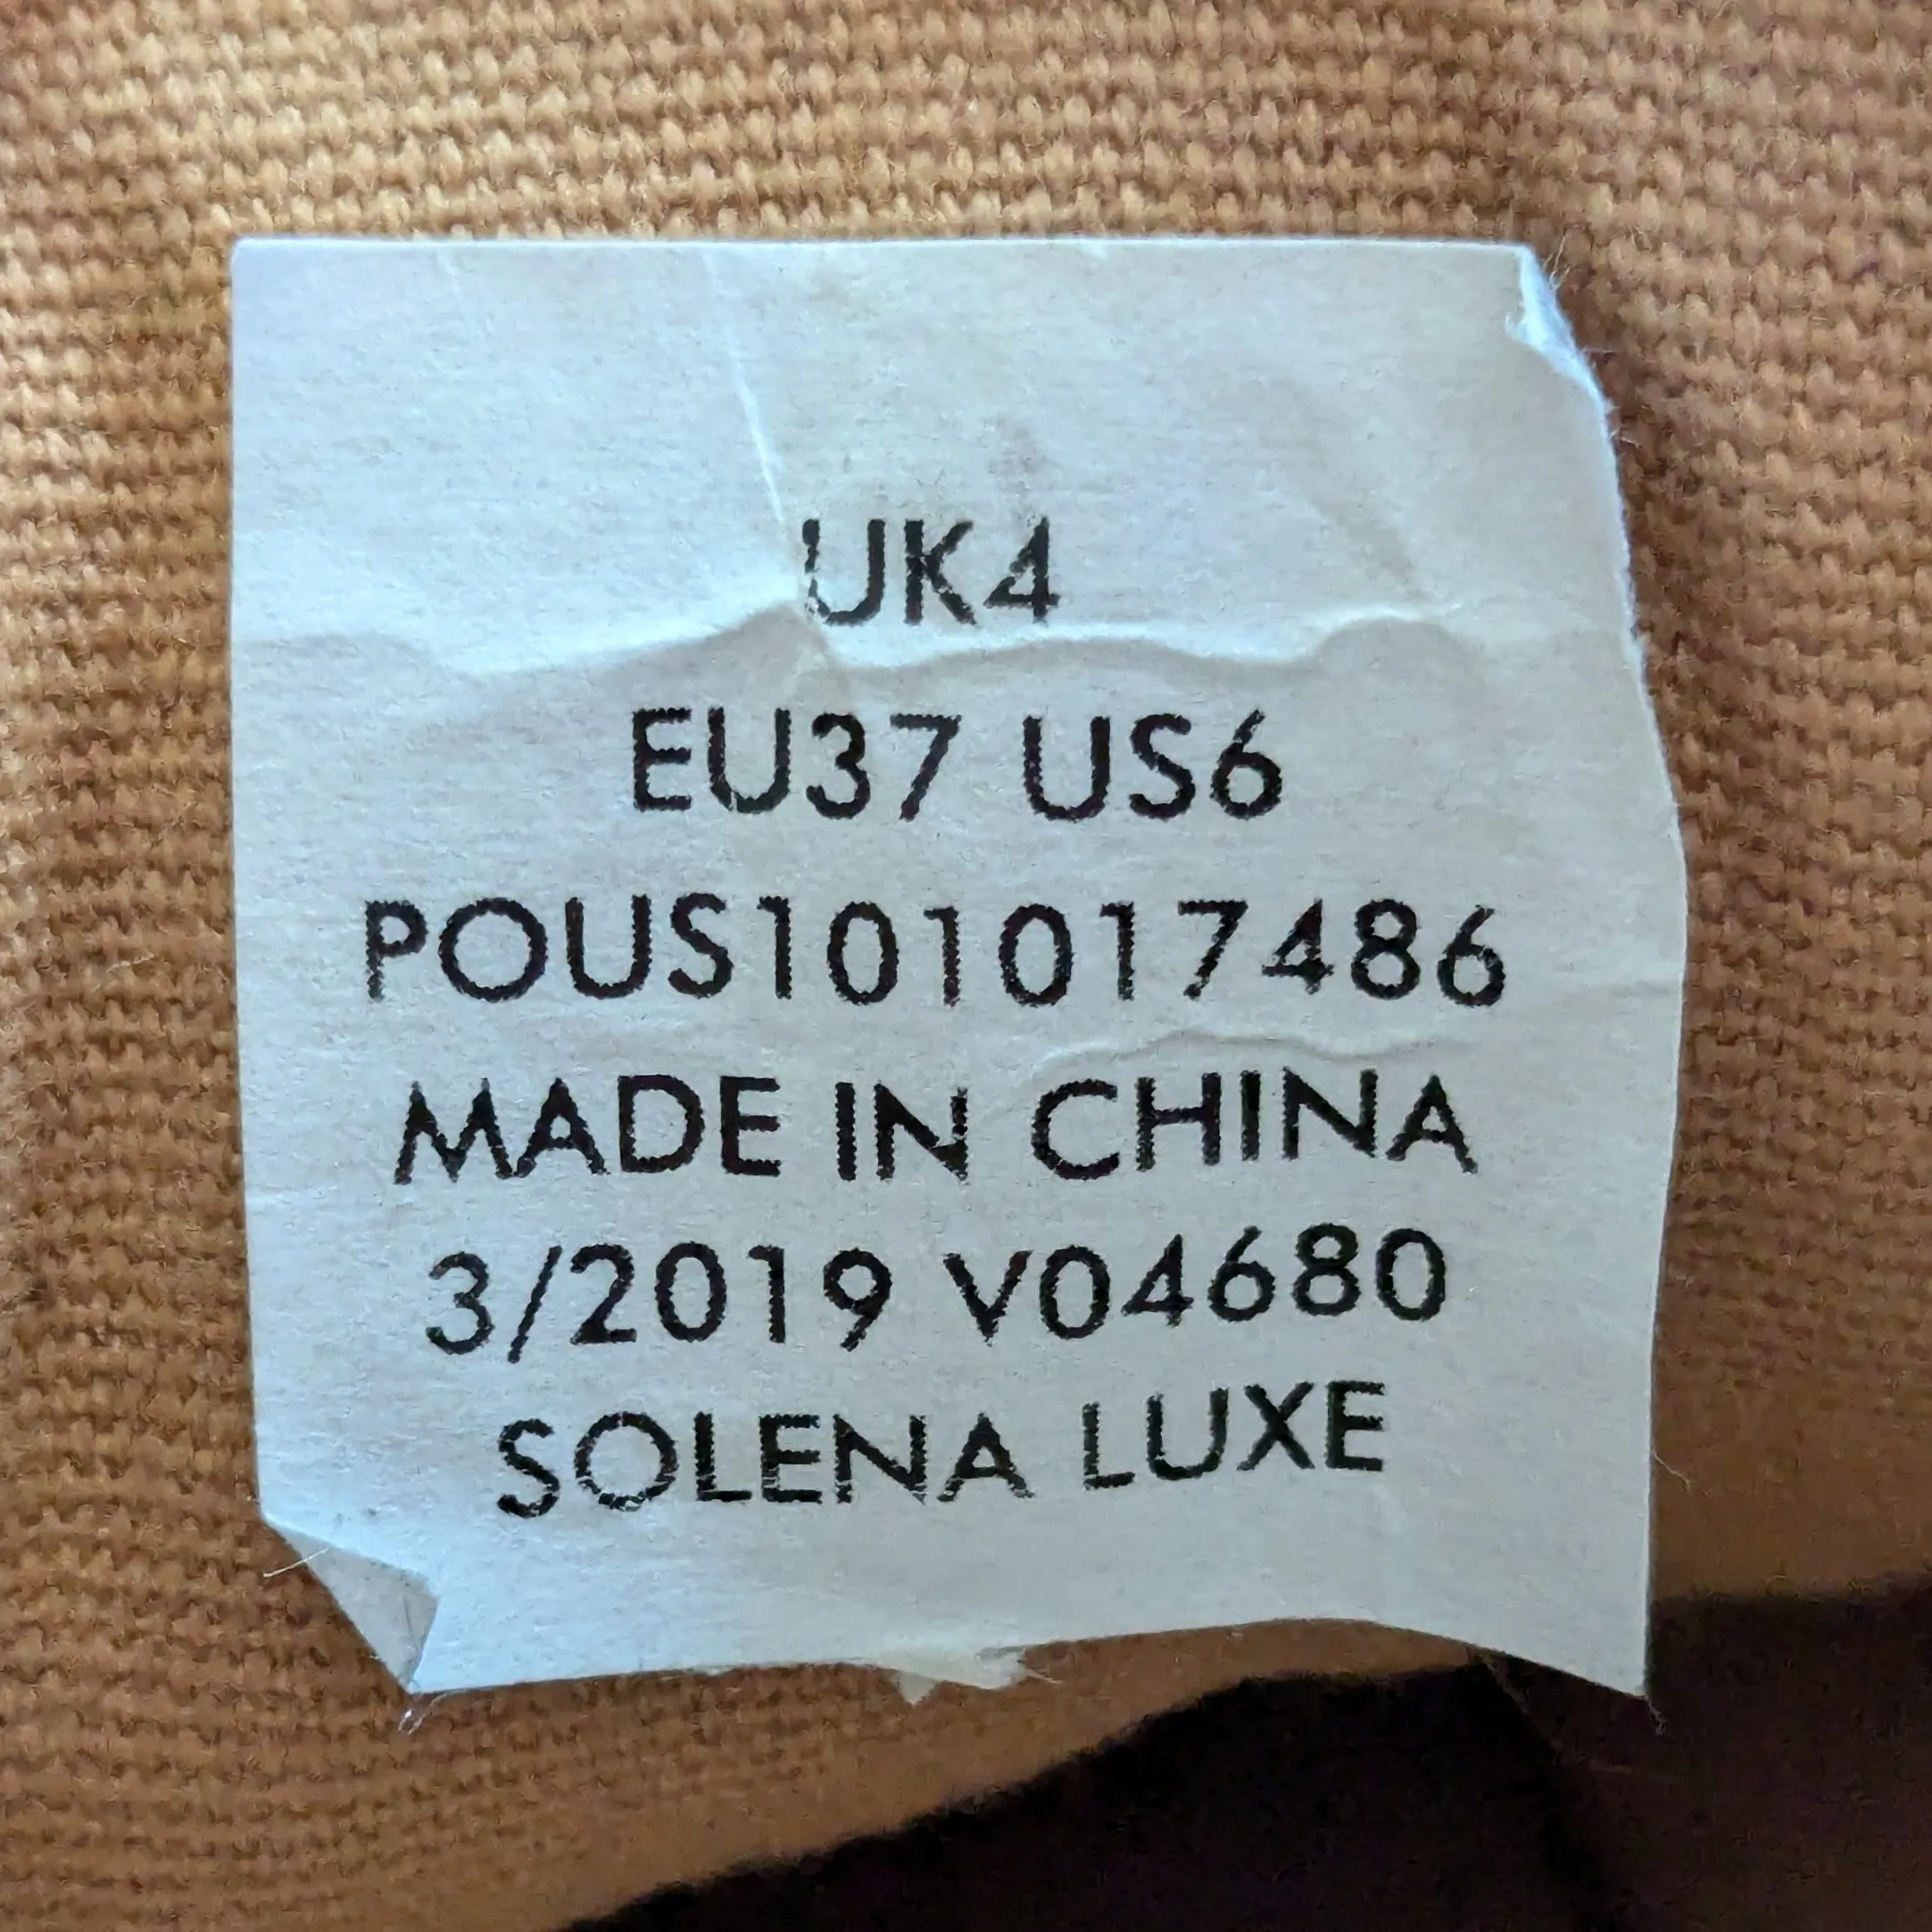 UK4
EU37 US6
POUS101017486
MADE IN CHINA
3/2019 V04680
SOLENA LUXE